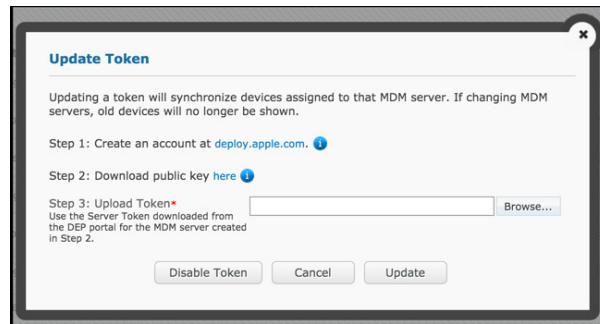 Update Token
Updating a token will synchronize devices assigned to that MDM server. If changing MDM
servers, old devices will no longer be shown.
Step 1: Create an account at deploy.apple.com.
Step 2: Download public key here
Step 3: Upload Token*
Browse...
Use the Server Token downloaded from
the DEP portal for the MDM server created
in Step 2.
Disable Token Cancel Update